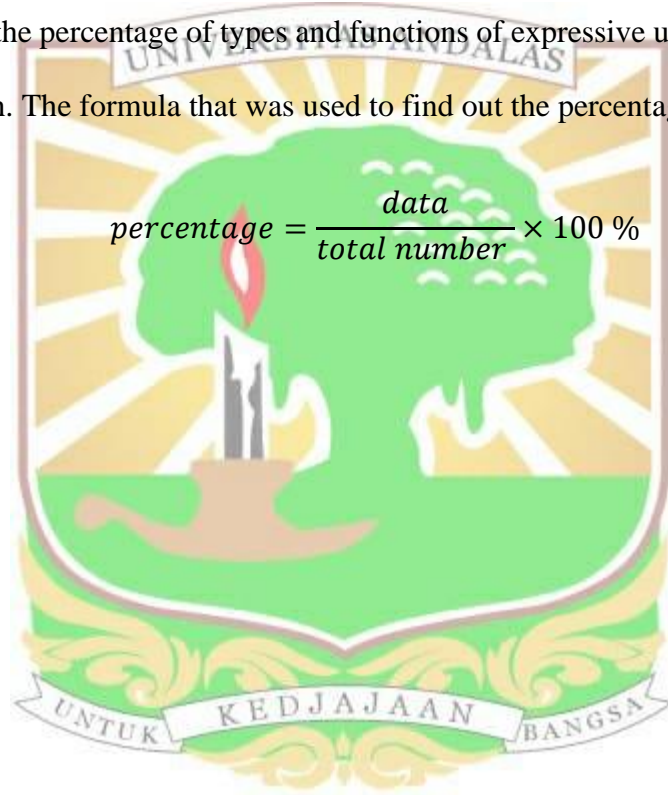 the percentage of types and functions of expressive u
UNIVERSITAS ANDALAS
. The formula that was used to find out the percenta
percentage = data / total number × 100 %
UNTUK KEDJAJAAN BANGSA